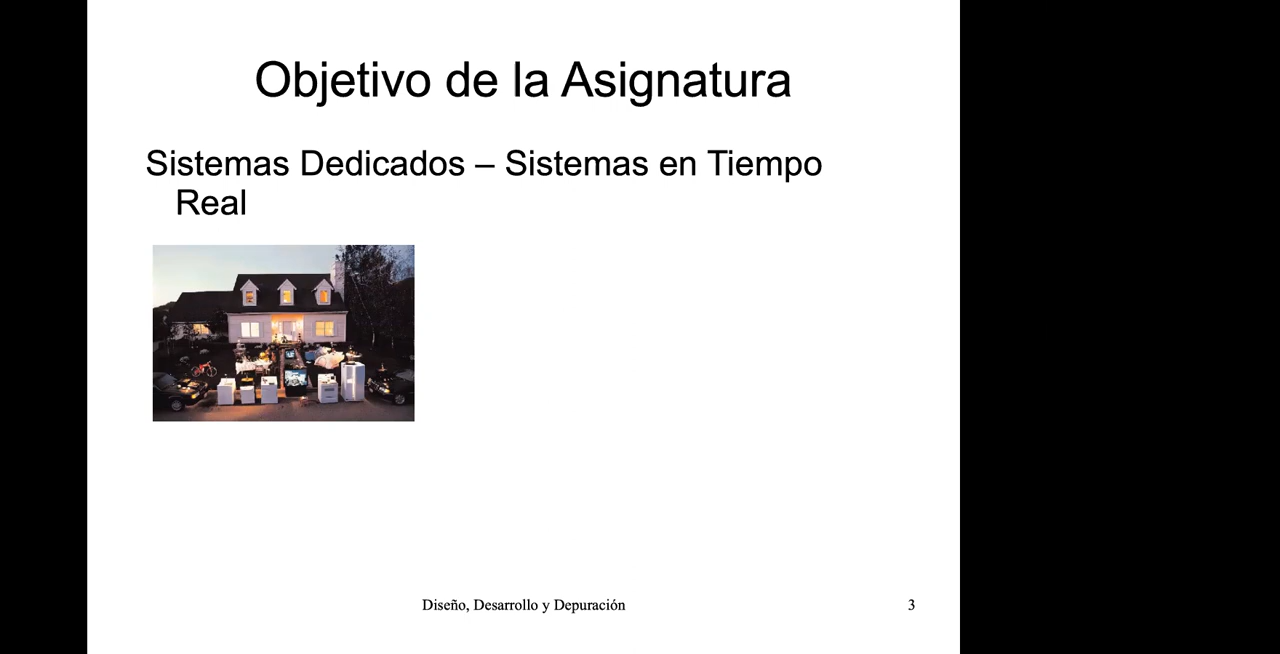 Objetivo de la Asignatura
Sistemas Dedicados – Sistemas en Tiempo
Real
Diseño, Desarrollo y Depuración
3